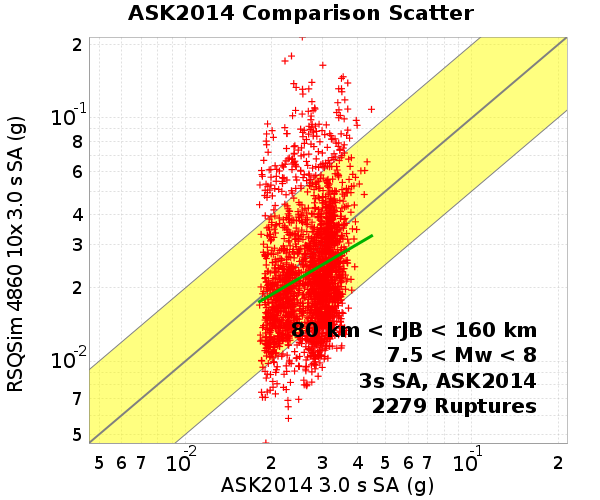 ASK2014 Comparison Scatter
RSQSim 4860 10x 3.0 s SA (g)
2
10-1
8
6
4
3
2
10-2
7
5
80 km < rJB < 160 km
7.5 < Mw < 8
3s SA, ASK2014
2279 Ruptures
5 6 7 10-2 2 3 4 5 6 7 10-1 2
ASK2014 3.0 s SA (g)